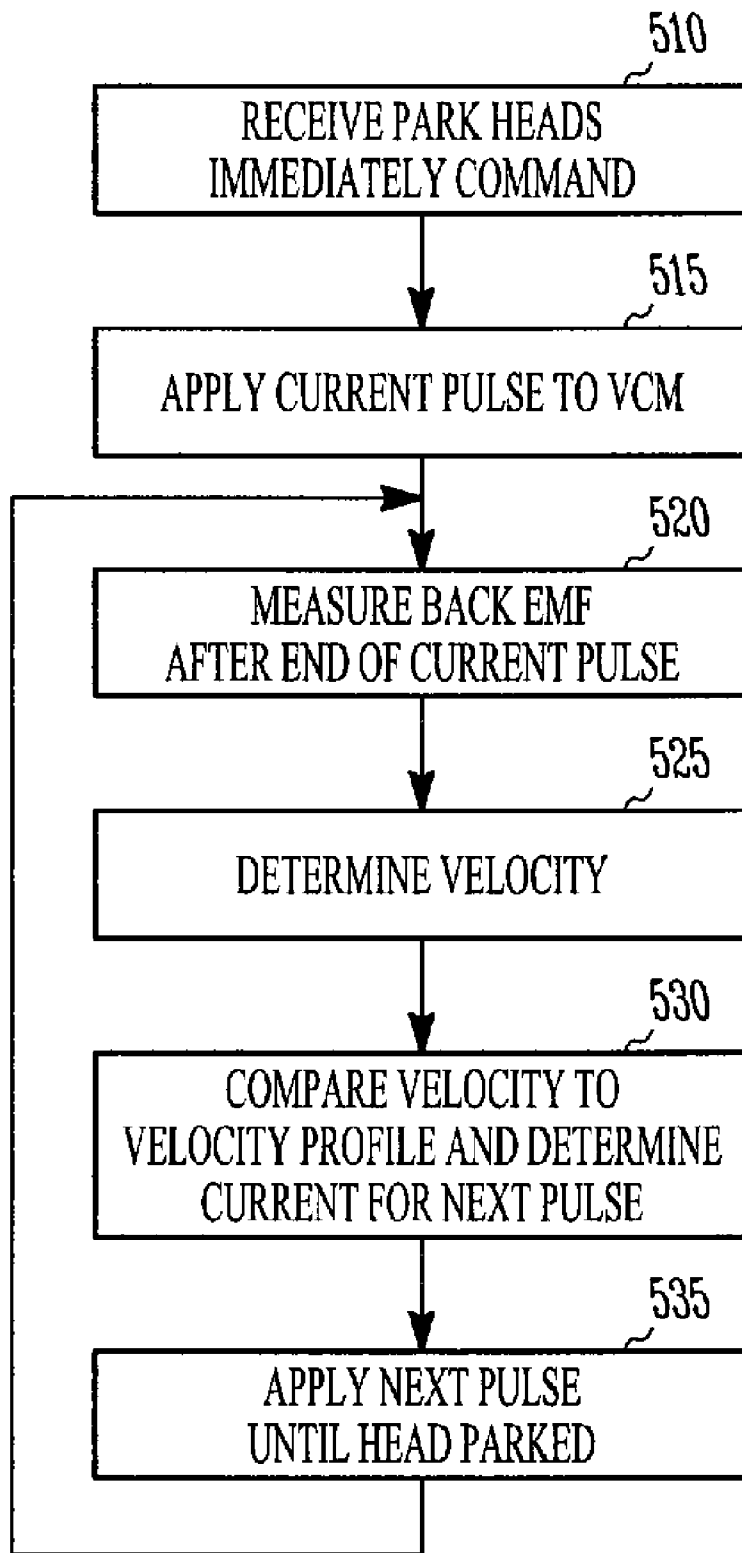 510
RECEIVE PARK HEADS
IMMEDIATELY COMMAND
515
APPLY CURRENT PULSE TO VCM
520
MEASURE BACK EMF
AFTER END OF CURRENT PULSE
525
DETERMINE VELOCITY
530
COMPARE VELOCITY TO
VELOCITY PROFILE AND DETERMINE
CURRENT FOR NEXT PULSE
535
APPLY NEXT PULSE
UNTIL HEAD PARKED